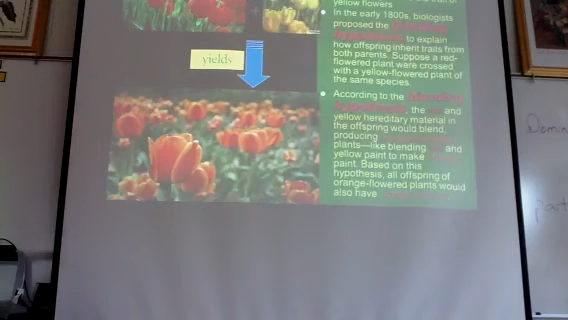 yellow flowers
• In the early 1800s, biologists
proposed the
to explain
how offspring inherit traits from
both parents. Suppose a red-
flowered plant were crossed
with a yellow-flowered plant of
the same species.
yields
• According to the blending
hypothesis, the and
yellow hereditary material in
the offspring would blend,
producing
plants—like blending and
yellow paint to make
paint. Based on this
hypothesis, all offspring of
orange-flowered plants would
also have